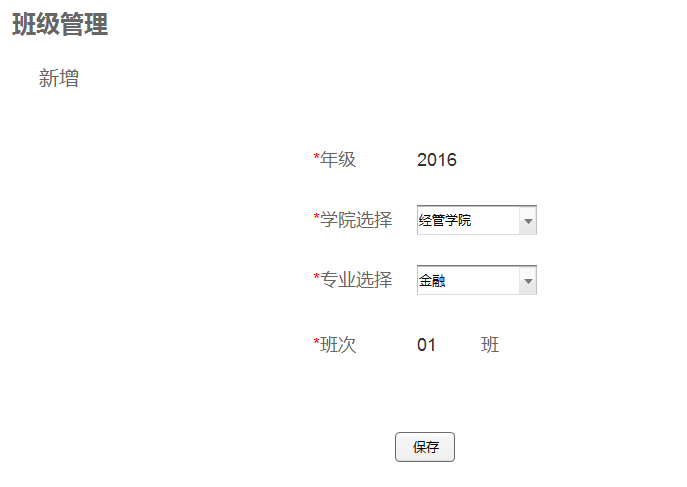 班级管理
新增
*年级 2016
*学院选择 经管学院
*专业选择 金融
*班次 01 班
保存